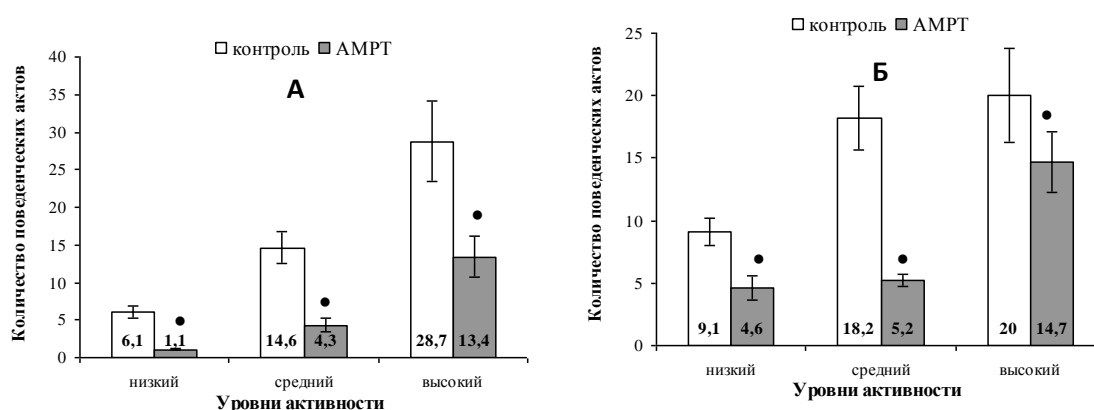 контроль АМРТ
А
Количество поведенческих актов
40
35
30
25
20
15
10
5
0
6,1 1,1 14,6 4,3 28,7 13,4
низкий средний высокий
Уровни активности
контроль АМРТ
Б
Количество поведенческих актов
25
20
15
10
5
0
9,1 4,6 18,2 5,2 20 14,7
низкий средний высокий
Уровни активности